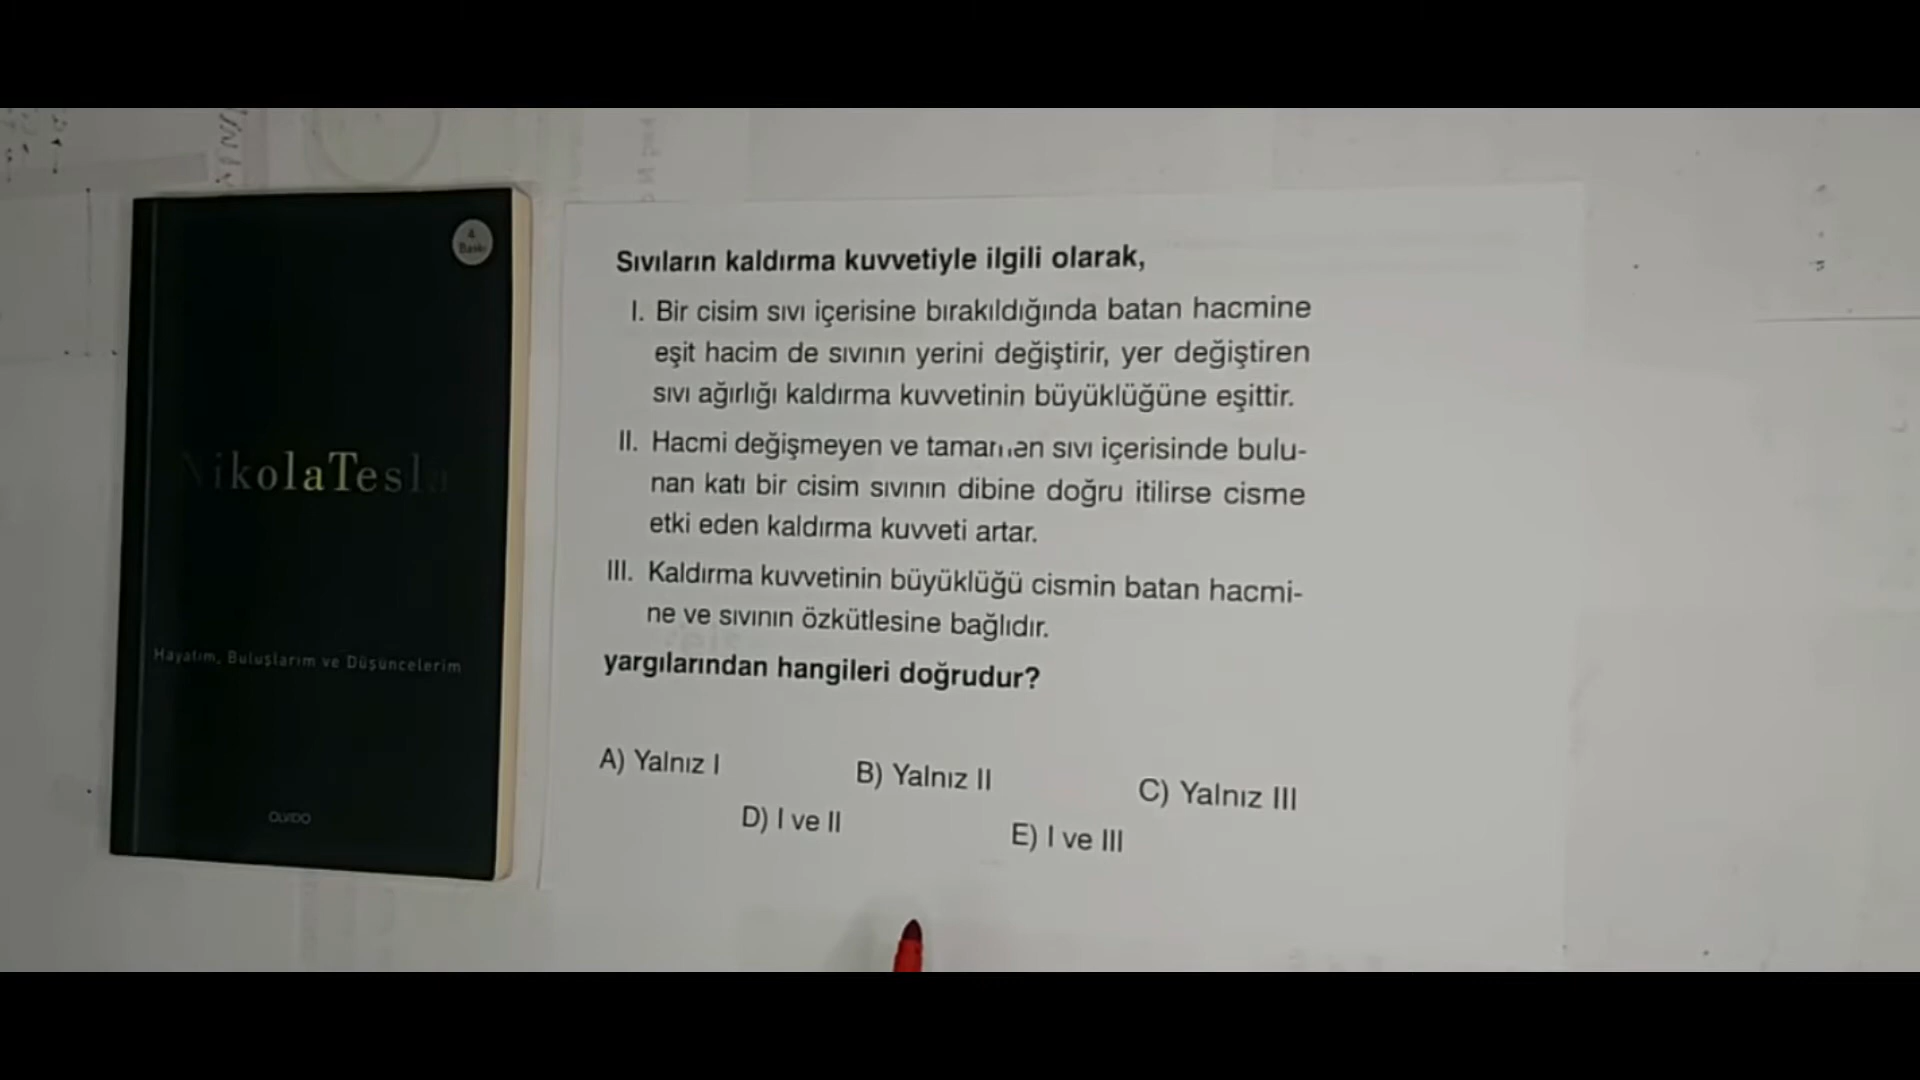 4.
Baskı
NikolaTesla
Hayatım, Buluşlarım ve Düşüncelerim
OLVIDO
Sıvıların kaldırma kuvvetiyle ilgili olarak,
I. Bir cisim sıvı içerisine bırakıldığında batan hacmine
eşit hacim de sıvının yerini değiştirir, yer değiştiren
sıvı ağırlığı kaldırma kuvvetinin büyüklüğüne eşittir.
II. Hacmi değişmeyen ve tamamen sıvı içerisinde bulu-
nan katı bir cisim sıvının dibine doğru itilirse cisme
etki eden kaldırma kuvveti artar.
III. Kaldırma kuvvetinin büyüklüğü cismin batan hacmi-
ne ve sıvının özkütlesine bağlıdır.
yargılarından hangileri doğrudur?
A) Yalnız I
B) Yalnız II
C) Yalnız III
D) I ve II
E) I ve III